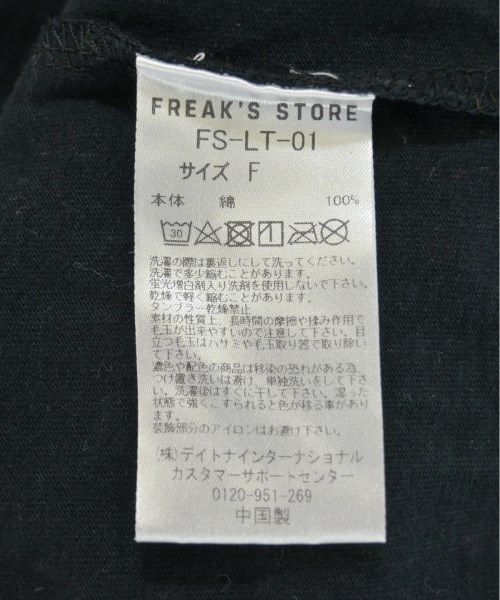 FREAK'S STORE
FS-LT-01
サイズ F
本体 綿 100%
30
洗濯の際は裏返しにして洗ってください。
洗濯で多少縮むことがあります。
蛍光増白剤入り洗剤を使用しないで下さい。
乾燥で軽く縮むことがあります。
タンブラー乾燥禁止
素材の性質上、長時間の摩擦や揉み作用で
毛玉が出来やすいので注意して下さい。目
立つ毛玉はハサミや毛玉取り器で取り除い
て下さい。
濃色や配色の商品は移染の恐れがある為、
つけ置き洗いは避け、単独洗いをして下さ
い。洗濯後はすぐに干して下さい。湿った
状態で強くこすられると色が移る事があり
ます。
装飾部分のアイロンはお避け下さい。
(株)デイトナインターナショナル
カスタマーサポートセンター
0120-951-269
中国製